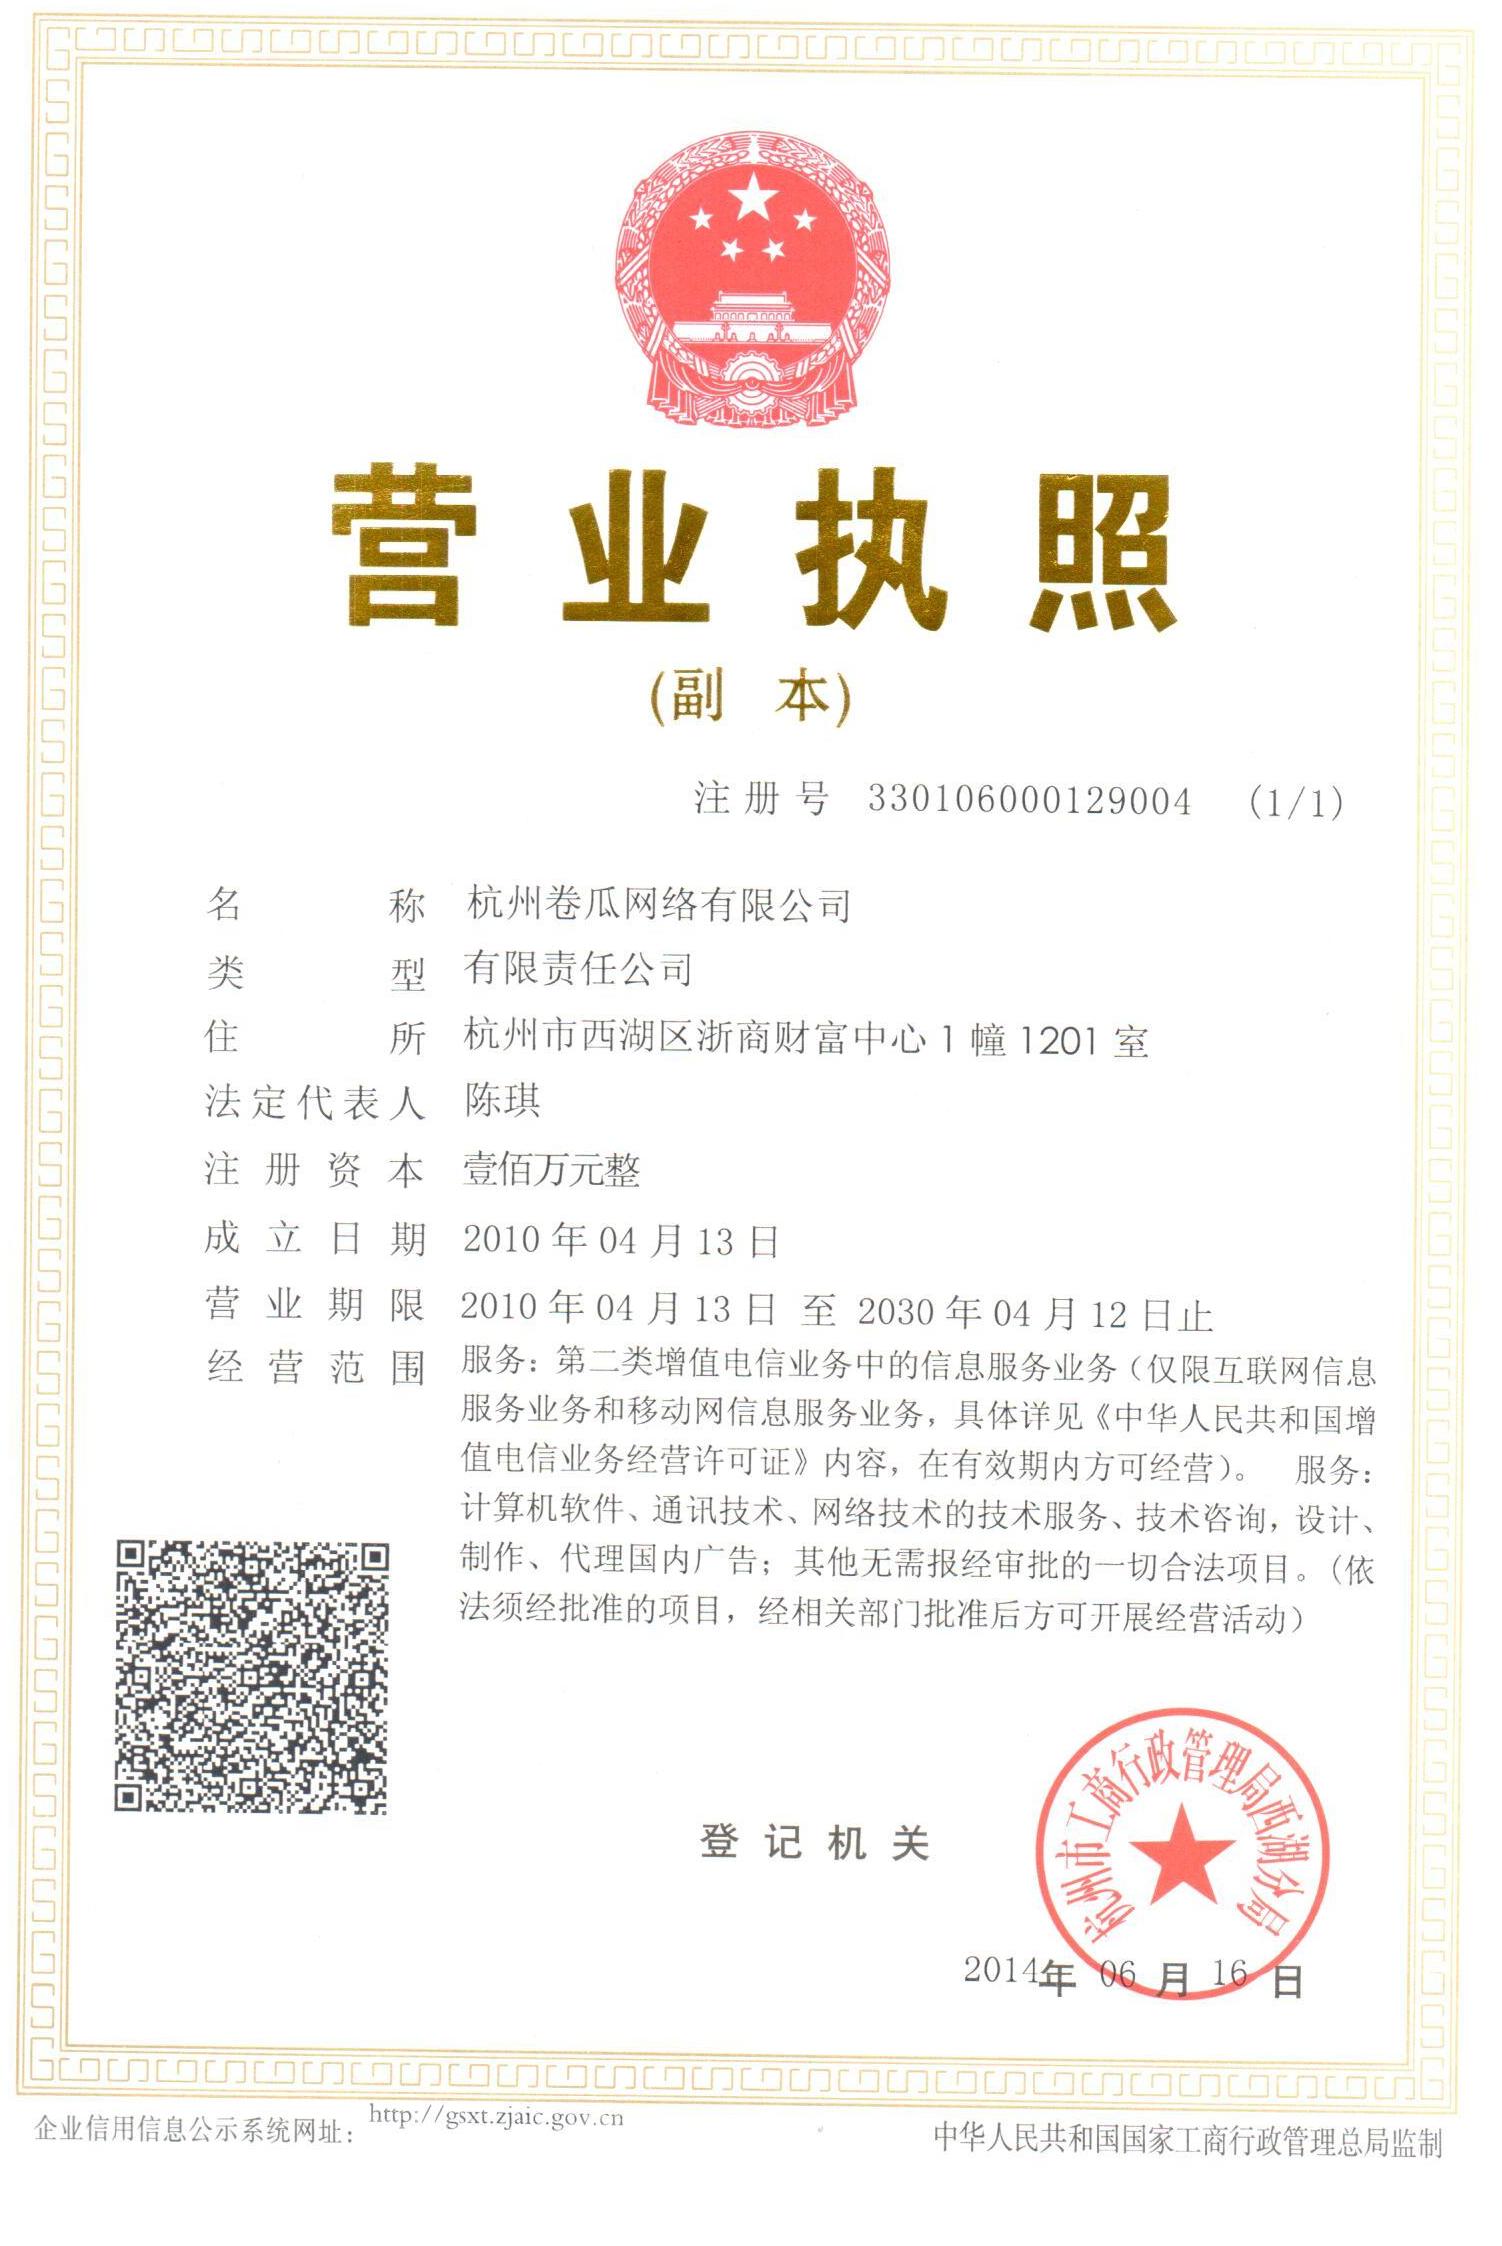 营业执照
(副 本)
注册号 330106000129004 (1/1)
名称 杭州卷瓜网络有限公司
类型 有限责任公司
住所 杭州市西湖区浙商财富中心1幢1201室
法定代表人 陈琪
注册资本 壹佰万元整
成立日期 2010年04月13日
营业期限 2010年04月13日 至 2030年04月12日止
经营范围 服务：第二类增值电信业务中的信息服务业务（仅限互联网信息
服务业务和移动网信息服务业务，具体详见《中华人民共和国增
值电信业务经营许可证》内容，在有效期内方可经营）。 服务：
计算机软件、通讯技术、网络技术的技术服务、技术咨询，设计、
制作、代理国内广告；其他无需报经审批的一切合法项目。（依
法须经批准的项目，经相关部门批准后方可开展经营活动）
杭州市工商行政管理局西湖分局
登记机关
2014年06月16日
企业信用信息公示系统网址： http://gsxt.zjaic.gov.cn
中华人民共和国国家工商行政管理总局监制